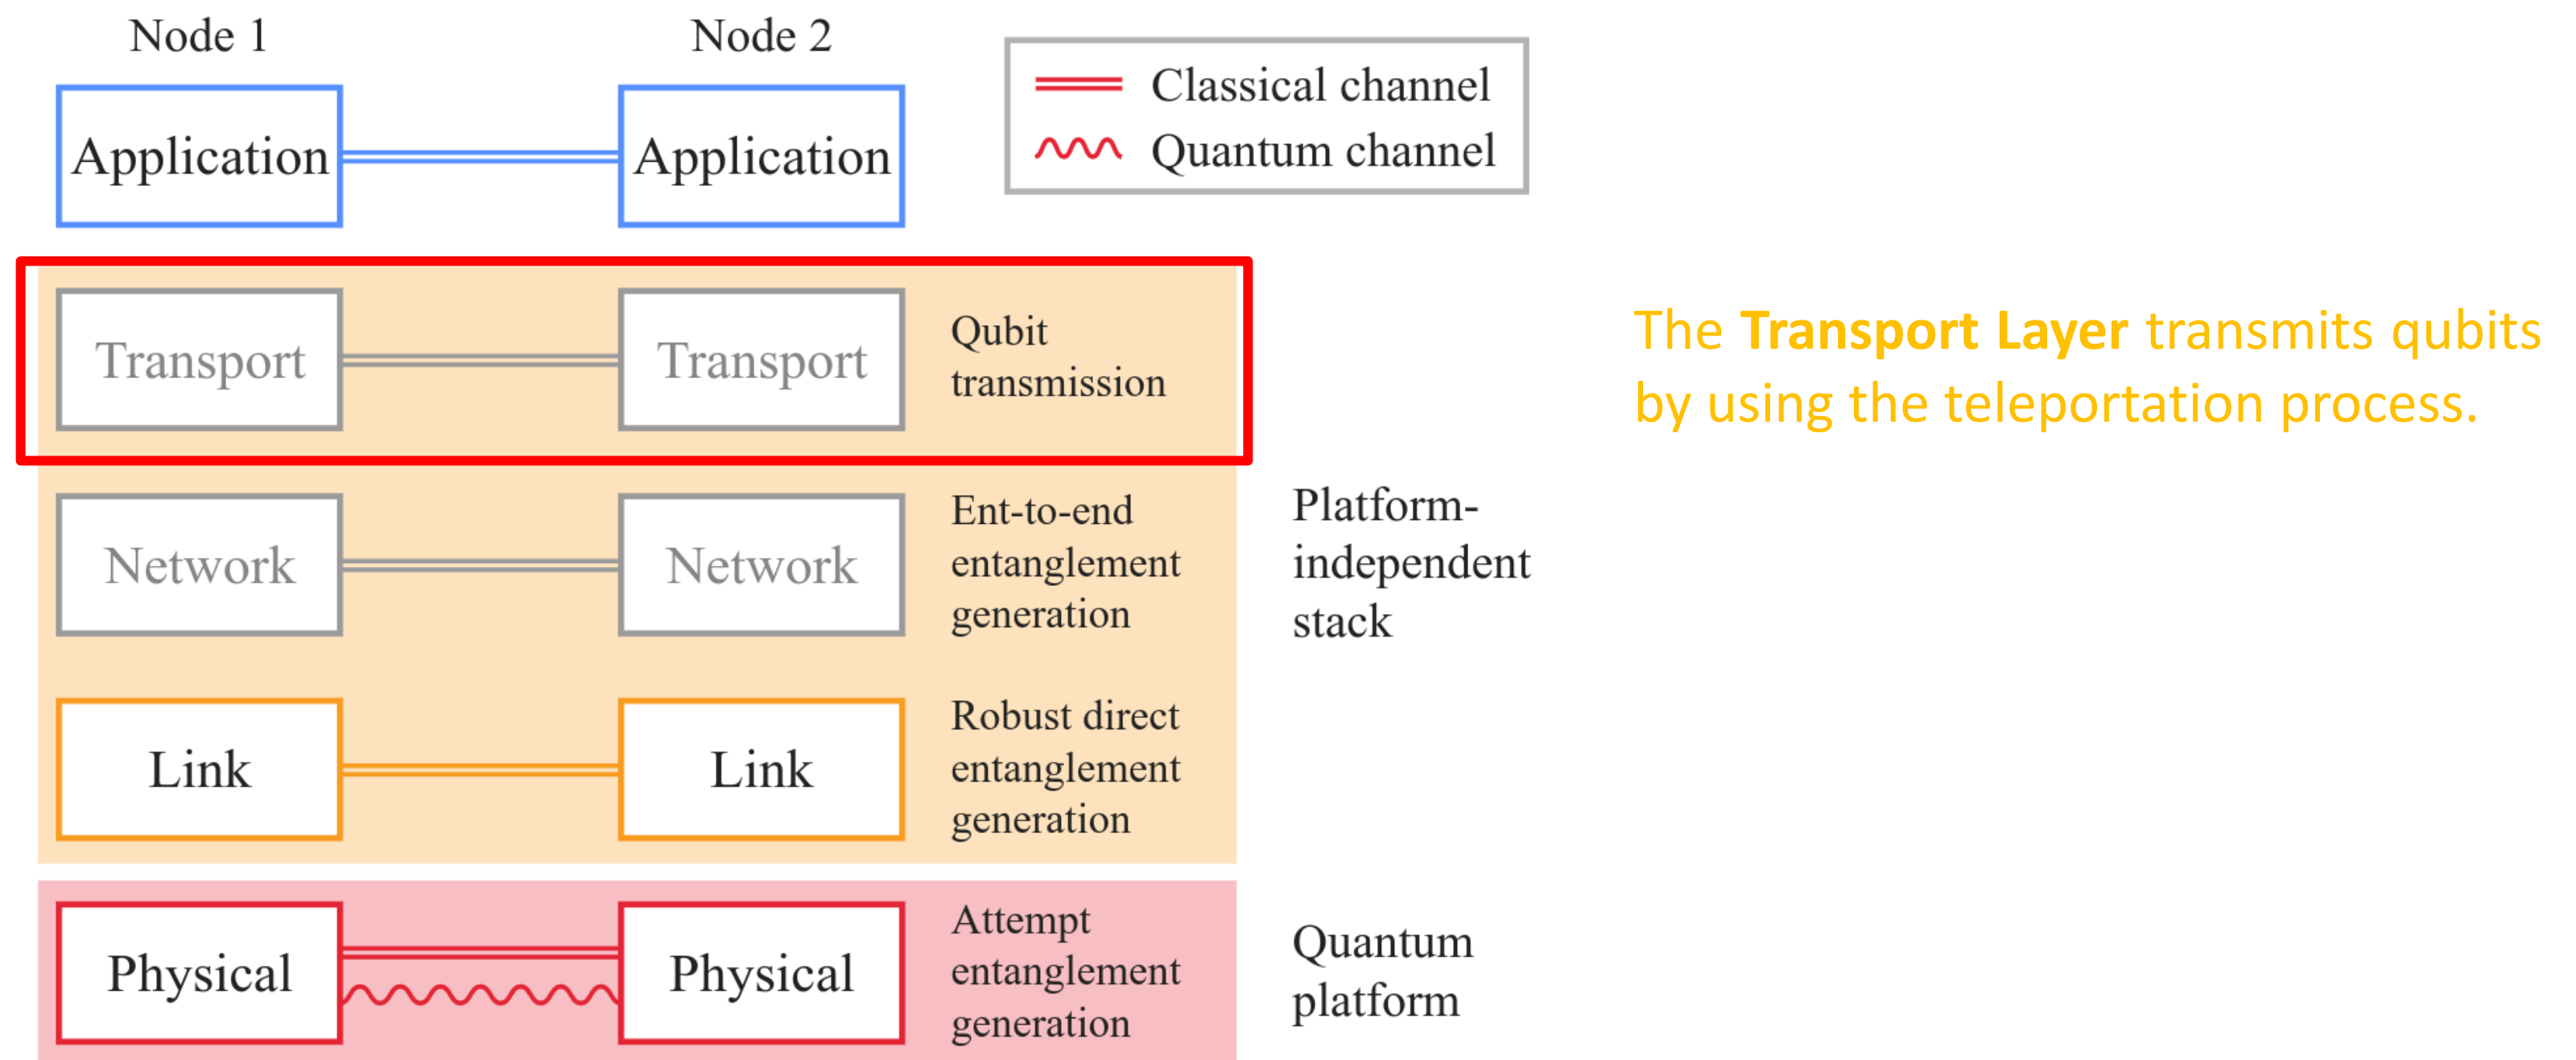 Node 1
Node 2
Classical channel
Quantum channel
Application
Application
Transport
Transport
Qubit
transmission
The Transport Layer transmits qubits
by using the teleportation process.
Network
Network
Ent-to-end
entanglement
generation
Platform-
independent
stack
Link
Link
Robust direct
entanglement
generation
Physical
Physical
Attempt
entanglement
generation
Quantum
platform